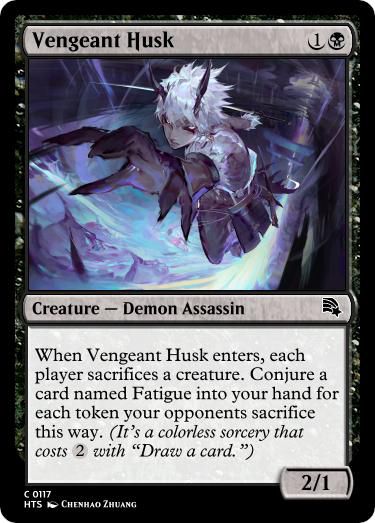 Vengeant Husk 1
Creature — Demon Assassin
When Vengeant Husk enters, each
player sacrifices a creature. Conjure a
card named Fatigue into your hand for
each token your opponents sacrifice
this way. (It's a colorless sorcery that
costs 2 with “Draw a card.”)
2/1
C 0117
HTS Chenhao Zhuang